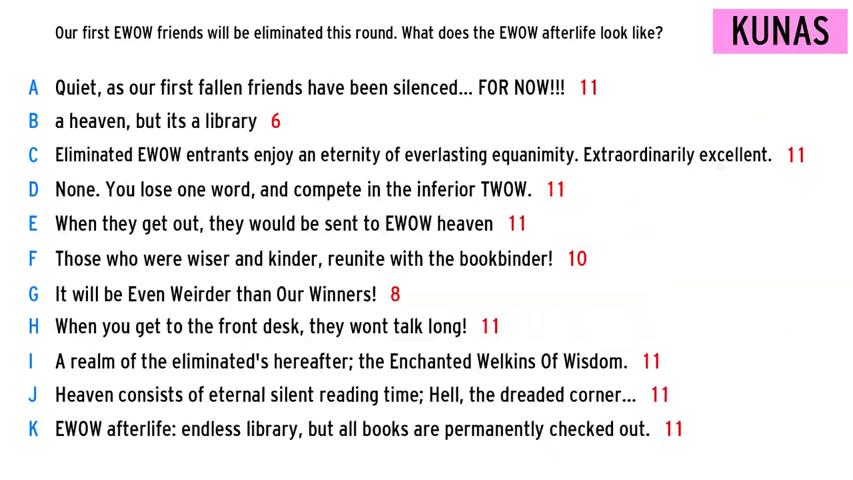 Our first EWOW friends will be eliminated this round. What does the EWOW afterlife look like?
KUNAS
A Quiet, as our first fallen friends have been silenced... FOR NOW!!! 11
B a heaven, but its a library 6
C Eliminated EWOW entrants enjoy an eternity of everlasting equanimity. Extraordinarily excellent. 11
D None. You lose one word, and compete in the inferior TWOW. 11
E When they get out, they would be sent to EWOW heaven 11
F Those who were wiser and kinder, reunite with the bookbinder! 10
G It will be Even Weirder than Our Winners! 8
H When you get to the front desk, they wont talk long! 11
I A realm of the eliminated's hereafter; the Enchanted Welkins Of Wisdom. 11
J Heaven consists of eternal silent reading time; Hell, the dreaded corner... 11
K EWOW afterlife: endless library, but all books are permanently checked out. 11